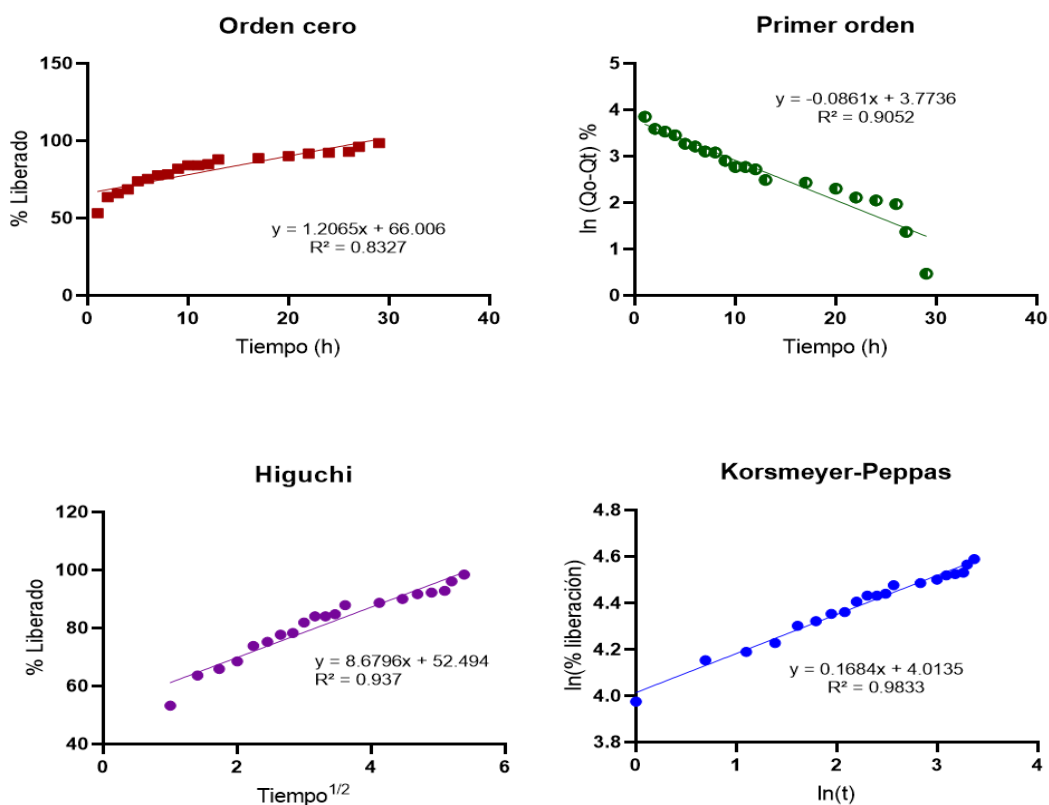 Orden cero
150
100
50
0
% Liberado
y = 1.2065x + 66.006
R² = 0.8327
0 10 20 30 40
Tiempo (h)
Primer orden
5
4
3
2
1
0
ln (Qo-Qt) %
y = -0.0861x + 3.7736
R² = 0.9052
0 10 20 30 40
Tiempo (h)
Higuchi
120
100
80
60
40
% Liberado
y = 8.6796x + 52.494
R² = 0.937
0 2 4 6
Tiempo1/2
Korsmeyer-Peppas
4.8
4.6
4.4
4.2
4.0
3.8
ln(% liberación)
y = 0.1684x + 4.0135
R² = 0.9833
0 1 2 3 4
ln(t)